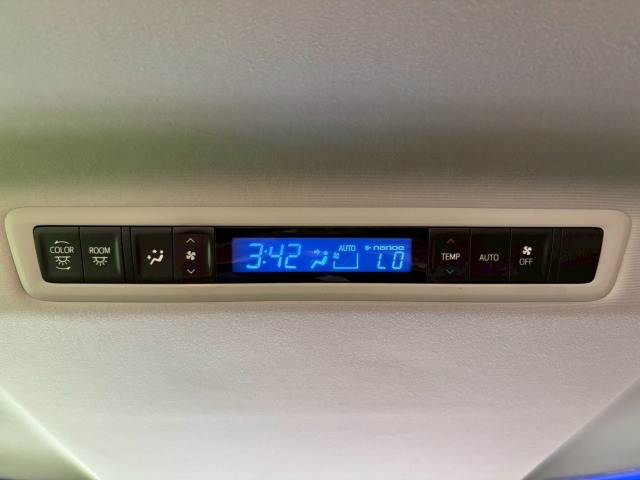 COLOR
ROOM
3:42
AUTO
nanoe
LO
TEMP
AUTO
OFF